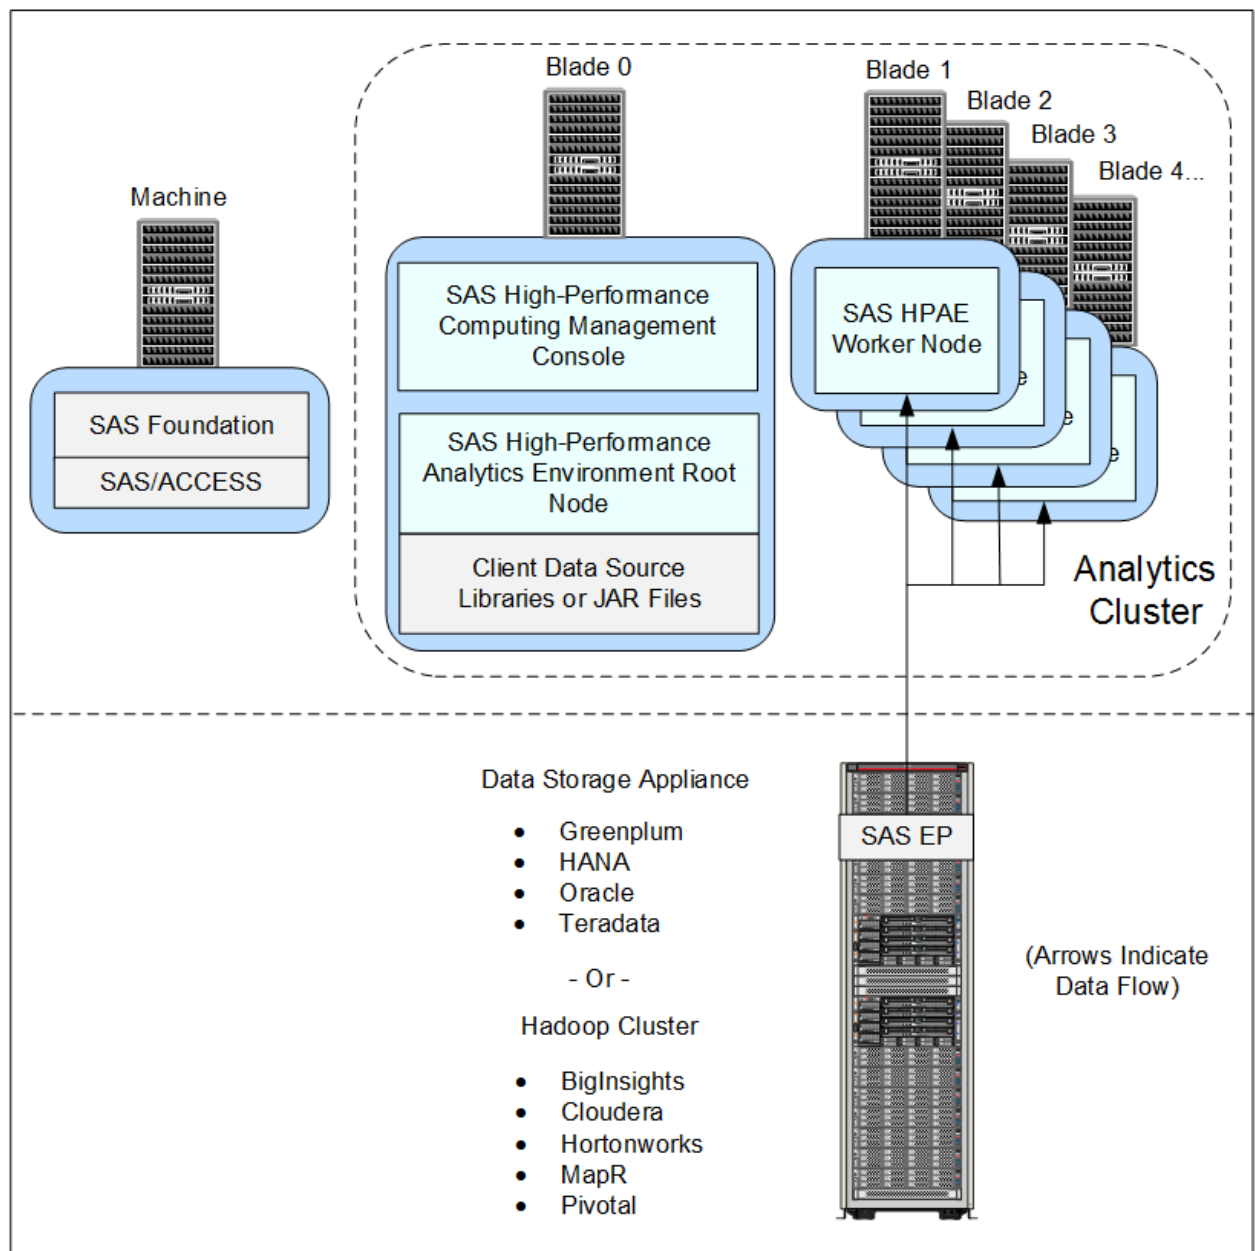 Blade 0
Blade 1
Blade 2
Blade 3
Blade 4...
Machine
SAS Foundation
SAS/ACCESS
SAS High-Performance
Computing Management
Console
SAS High-Performance
Analytics Environment Root
Node
Client Data Source
Libraries or JAR Files
SAS HPAE
Worker Node
e
e
e
Analytics
Cluster
Data Storage Appliance
• Greenplum
• HANA
• Oracle
• Teradata
- Or -
Hadoop Cluster
• BigInsights
• Cloudera
• Hortonworks
• MapR
• Pivotal
SAS EP
(Arrows Indicate
Data Flow)